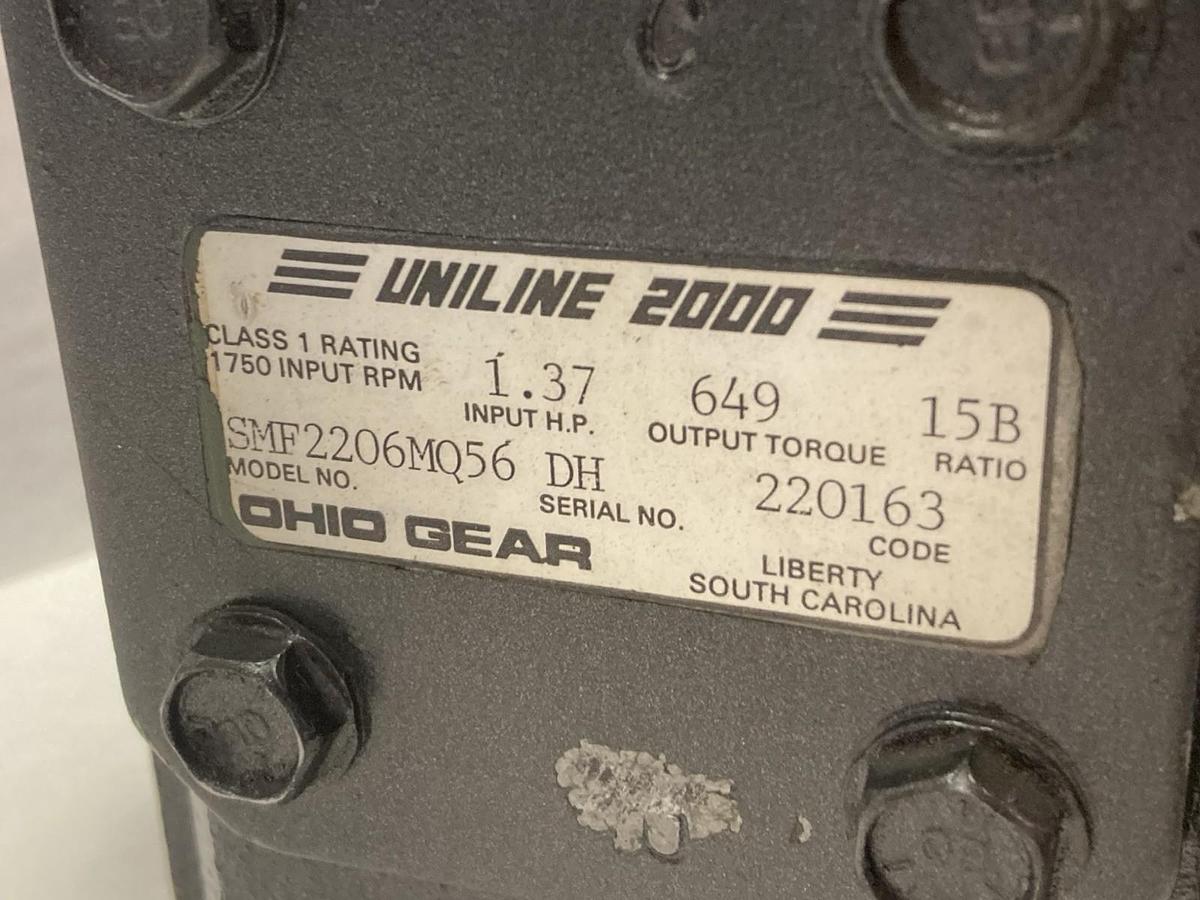 UNILINE 2000
CLASS 1 RATING
1750 INPUT RPM
1.37 649 15B
INPUT H.P. OUTPUT TORQUE RATIO
SMF2206MQ56 DH 220163
MODEL NO. SERIAL NO. CODE
OHIO GEAR
LIBERTY
SOUTH CAROLINA